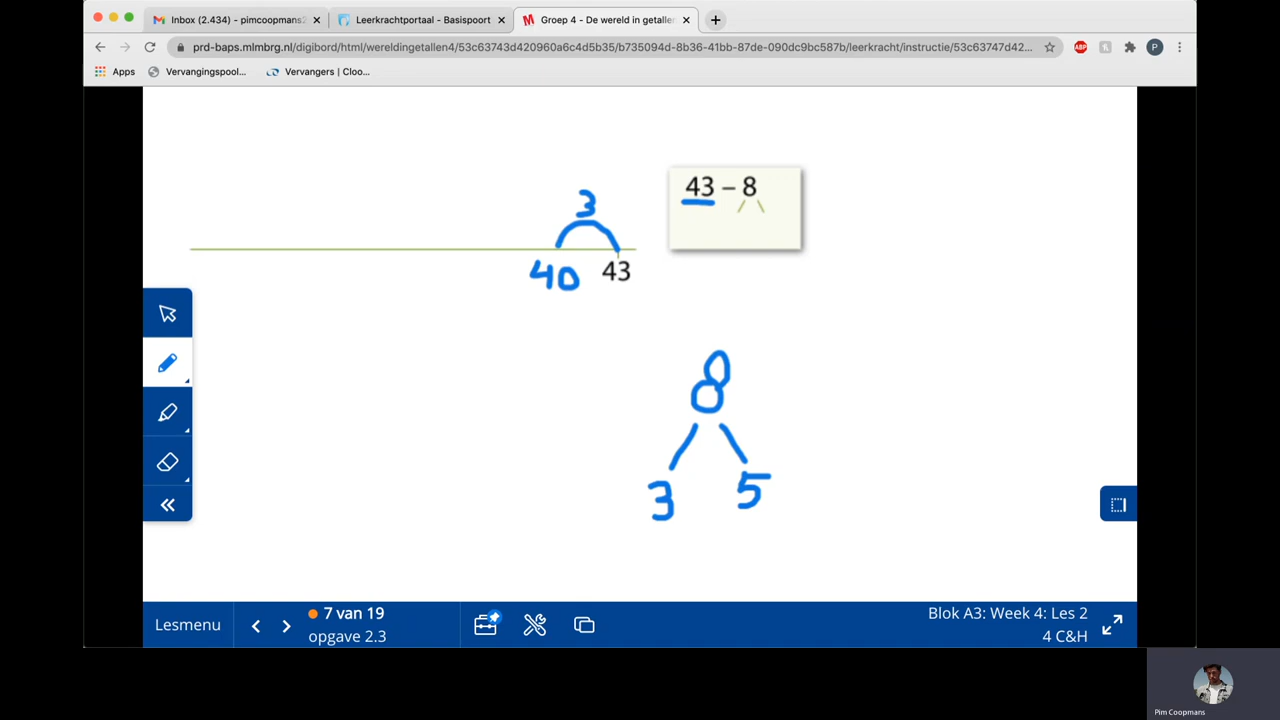 Inbox (2.434) - pimcoopmans2
Leerkrachtportaal - Basispoort
Groep 4 - De wereld in getallen
prd-baps.mlmbrg.nl/digibord/html/wereldingetallen4/53c63743d420960a6c4d5b35/b735094d-8b36-41bb-87de-090dc9bc587b/leerkracht/instructie/53c63747d42...
ABP
P
Apps
Vervangingspool...
Vervangers | Cloo...
43 – 8
3
40 43
8
3 5
Lesmenu
7 van 19
opgave 2.3
Blok A3: Week 4: Les 2
4 C&H
Pim Coopmans